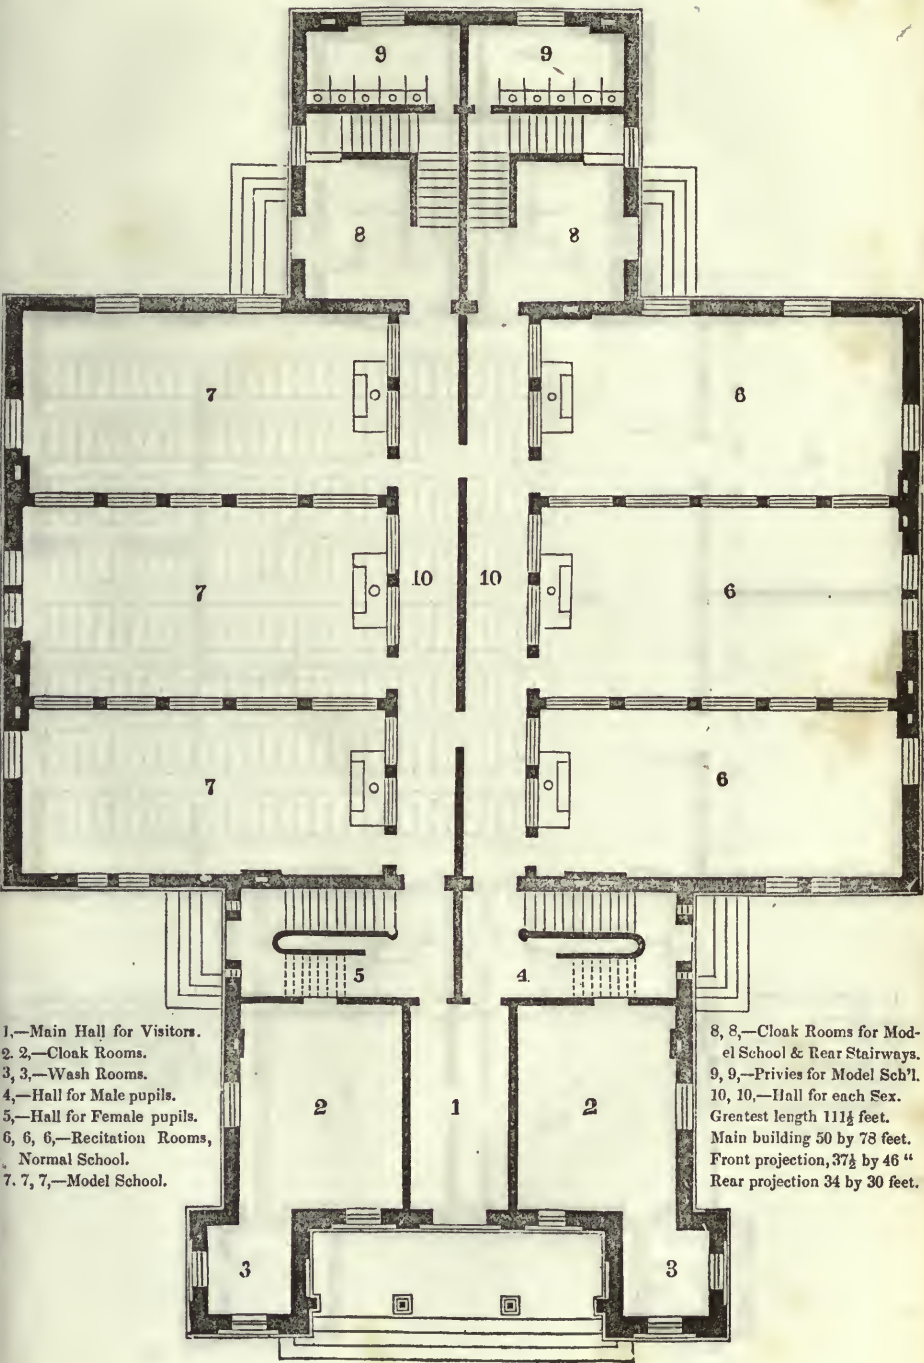 9 9
8 8
7 6
7 10 10 6
7 6
5 4
2 1 2
3 3
1,—Main Hall for Visitors.
2. 2,—Cloak Rooms.
3, 3,—Wash Rooms.
4,—Hall for Male pupils.
5,—Hall for Female pupils.
6, 6, 6,—Recitation Rooms,
Normal School.
7. 7, 7,—Model School.
8, 8,—Cloak Rooms for Mod-
el School & Rear Stairways.
9, 9,—Privies for Model Sch'l.
10, 10,—Hall for each Sex.
Greatest length 111½ feet.
Main building 50 by 78 feet.
Front projection, 37½ by 46 "
Rear projection 34 by 30 feet.